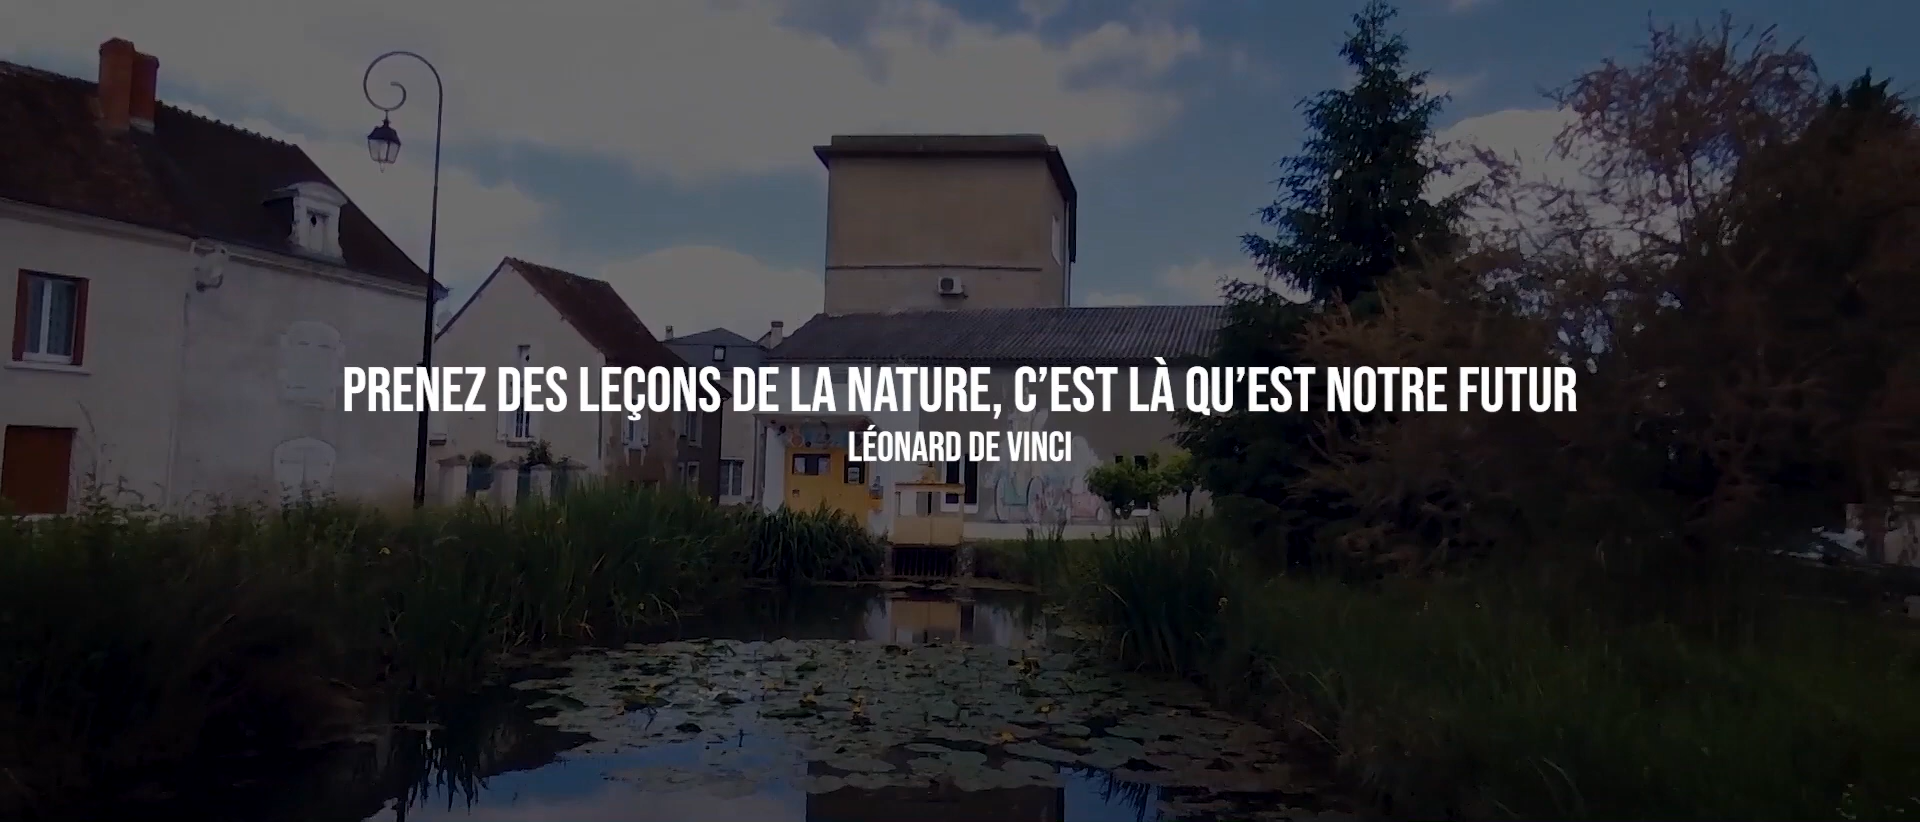 PRENEZ DES LEÇONS DE LA NATURE, C’EST LÀ QU’EST NOTRE FUTUR
LÉONARD DE VINCI